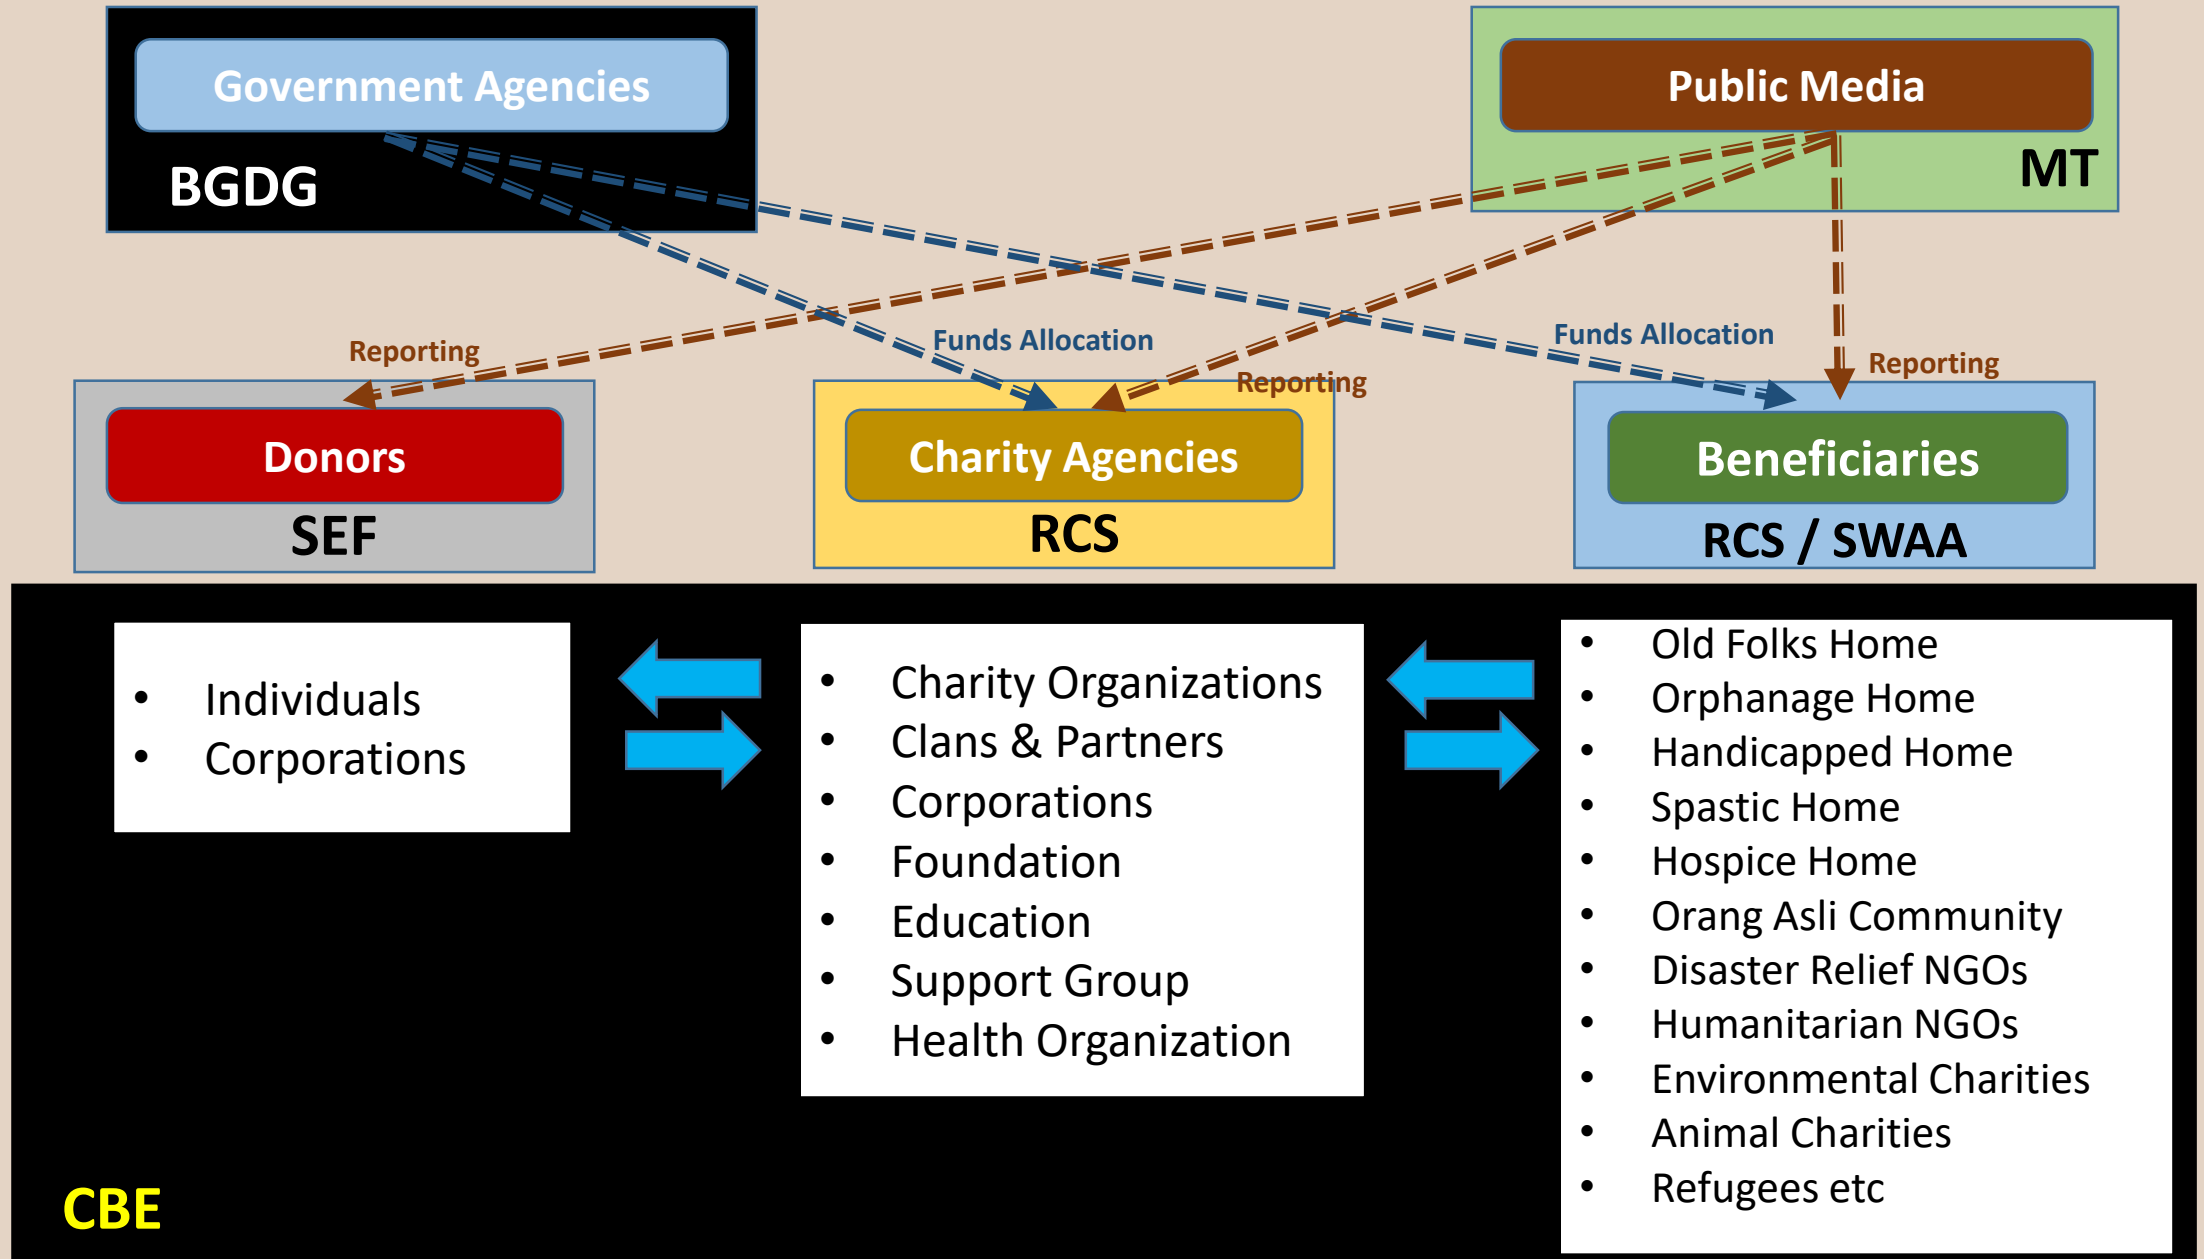 Government Agencies
BGDG
Public Media
MT
Reporting
Funds Allocation
Reporting
Funds Allocation
Reporting
Donors
SEF
Charity Agencies
RCS
Beneficiaries
RCS / SWAA
• Individuals
• Corporations
• Charity Organizations
• Clans & Partners
• Corporations
• Foundation
• Education
• Support Group
• Health Organization
• Old Folks Home
• Orphanage Home
• Handicapped Home
• Spastic Home
• Hospice Home
• Orang Asli Community
• Disaster Relief NGOs
• Humanitarian NGOs
• Environmental Charities
• Animal Charities
• Refugees etc
CBE